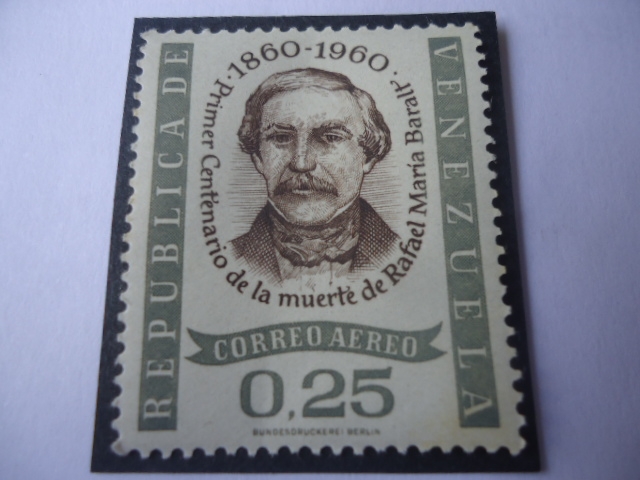 REPUBLICA DE
VENEZUELA
1860-1960.
Primer Centenario de la muerte de Rafael María Baralt.
CORREO AEREO
0,25
BUNDESDRUCKEREI BERLIN